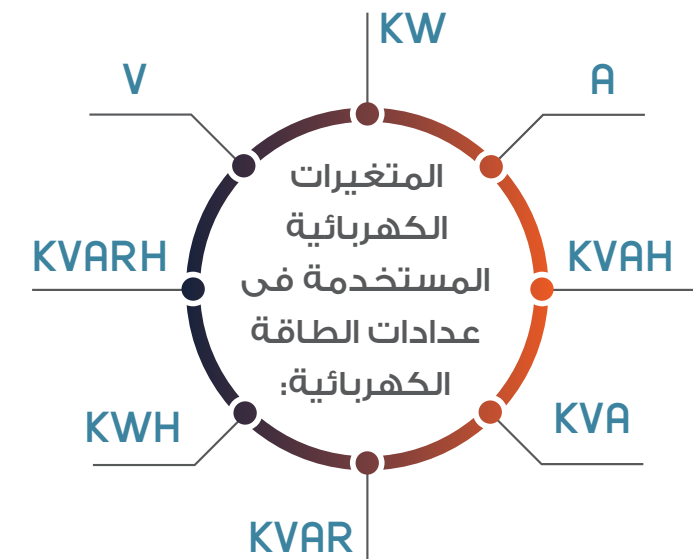 KW
V
A
المتغيرات
الكهربائية
المستخدمة فى
عدادات الطاقة
الكهربائية:
KVARH
KVAH
KWH
KVA
KVAR